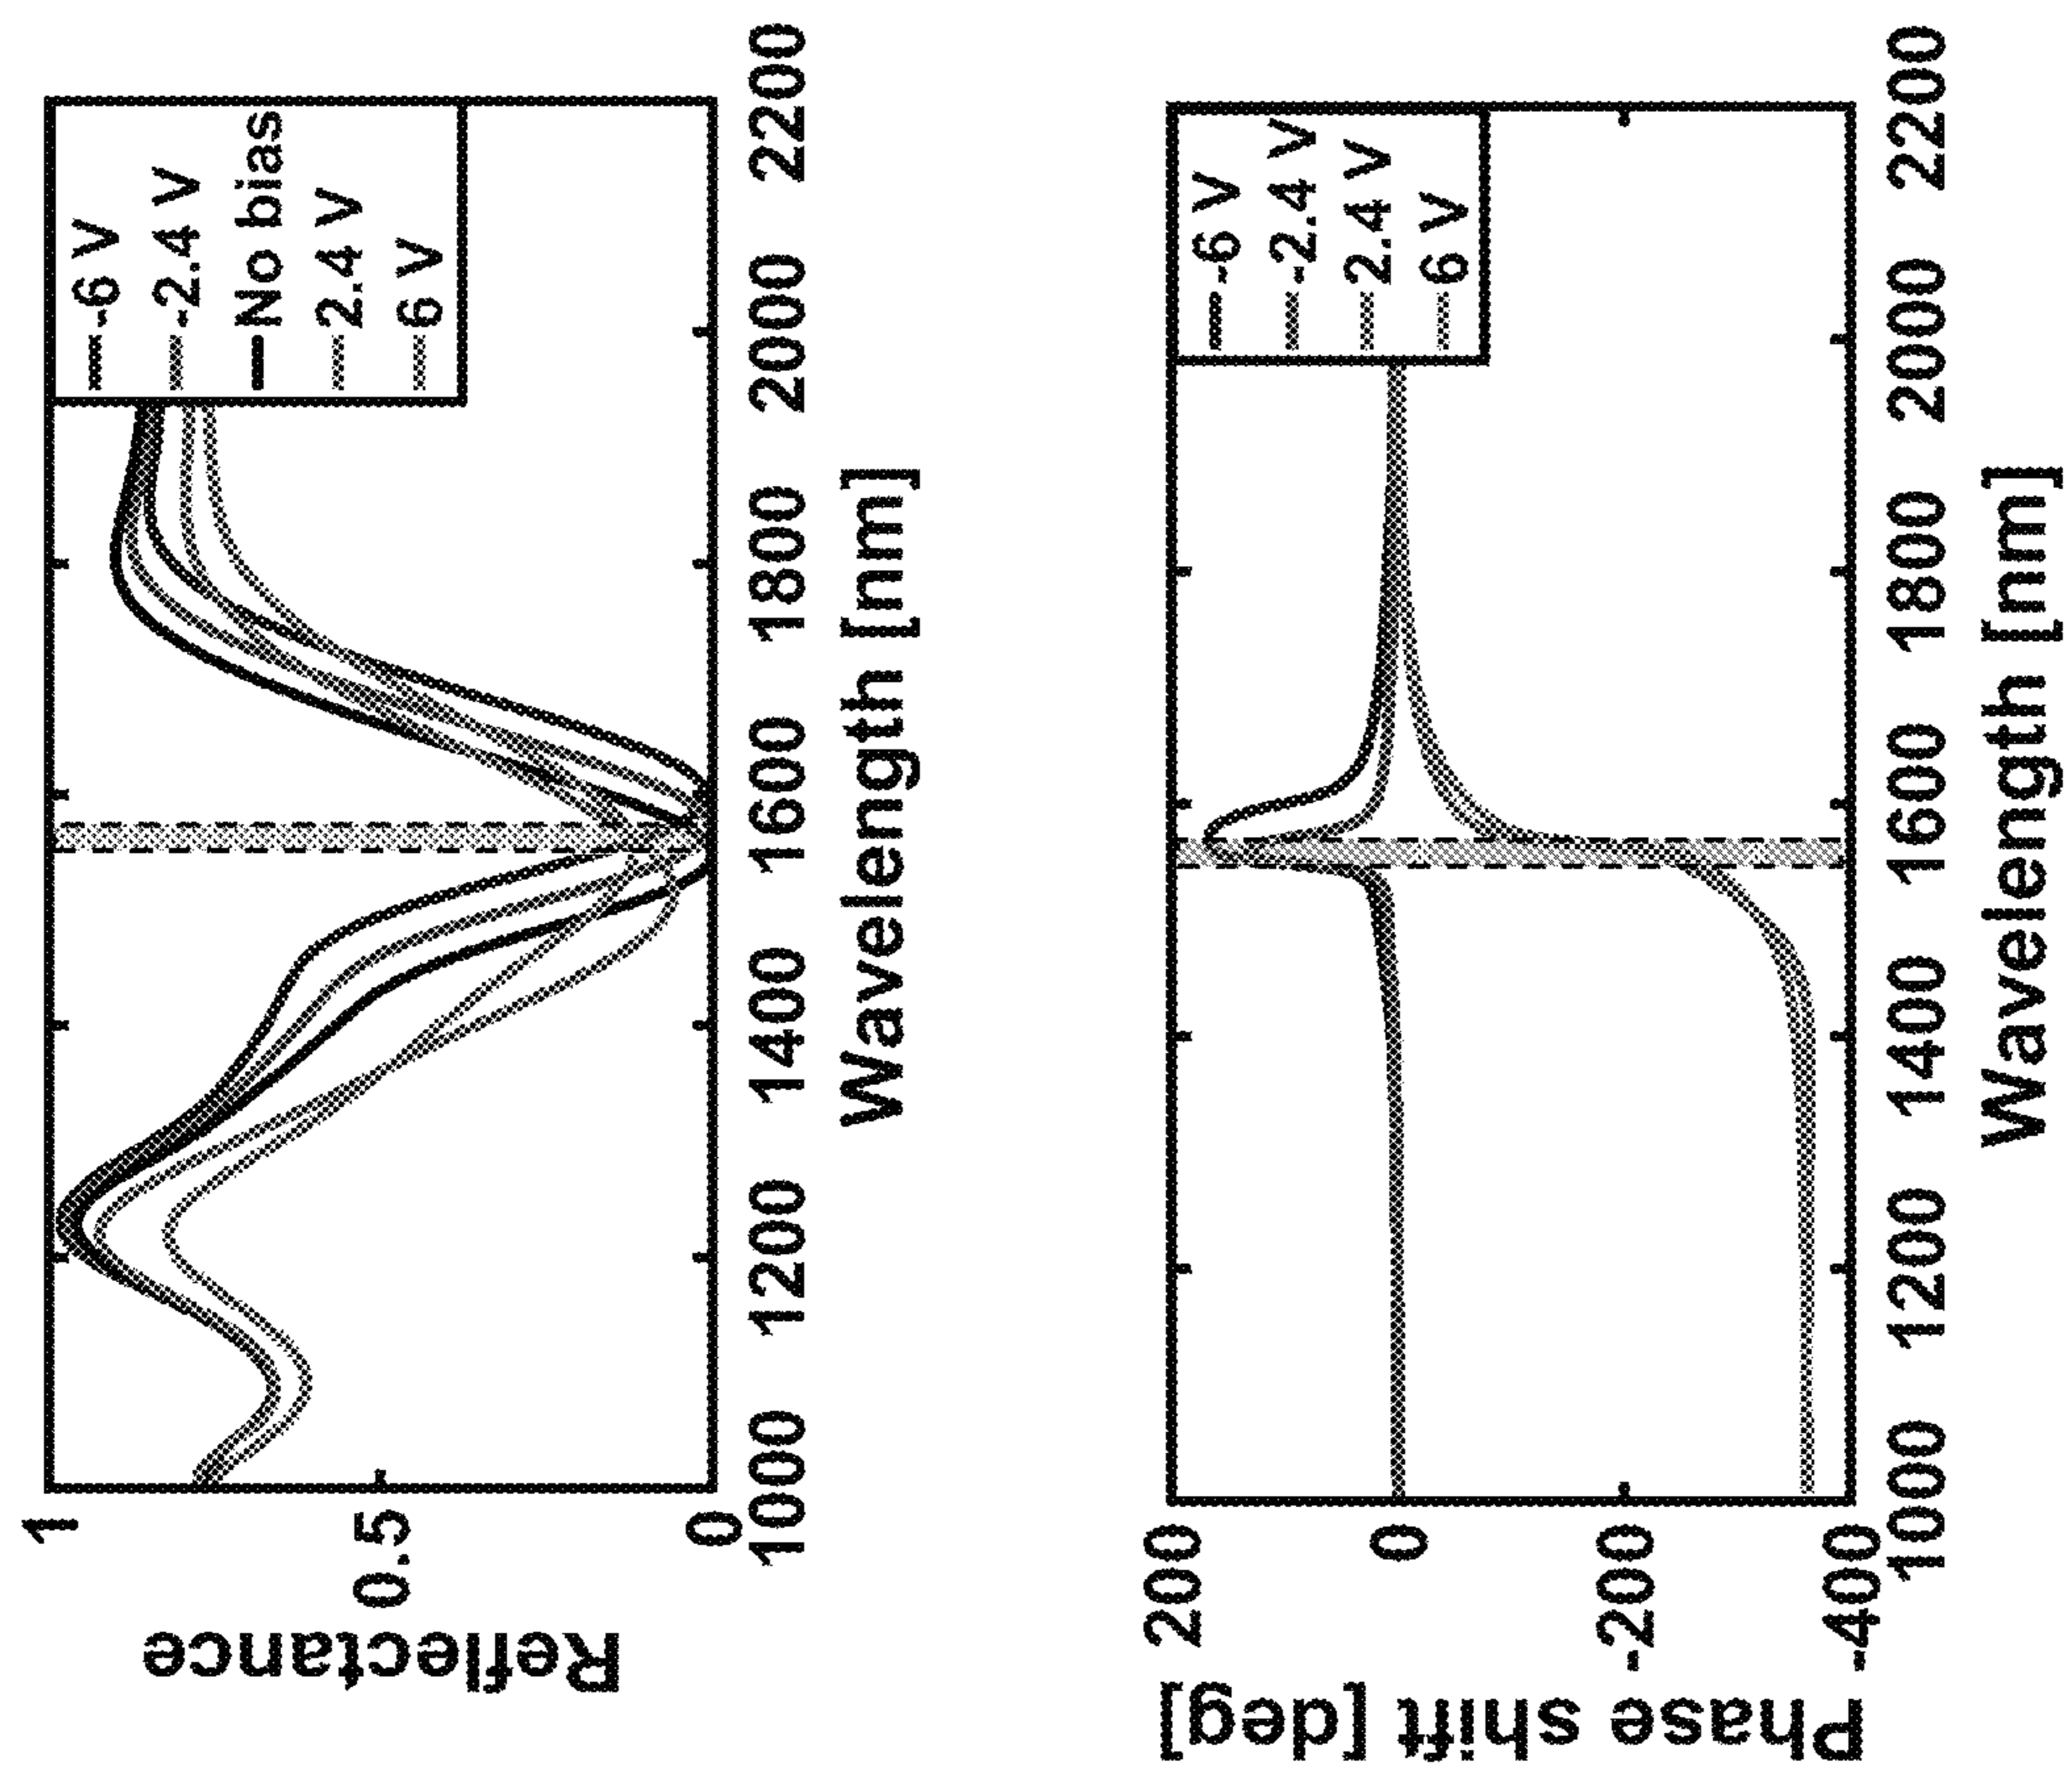 Reflectance
1
0.5
0
-6 V
-2.4 V
No bias
2.4 V
6 V
1000 1200 1400 1600 1800 2000 2200
Wavelength [nm]
Phase shift [deg]
200
0
-200
-400
-6 V
-2.4 V
2.4 V
6 V
1000 1200 1400 1600 1800 2000 2200
Wavelength [nm]